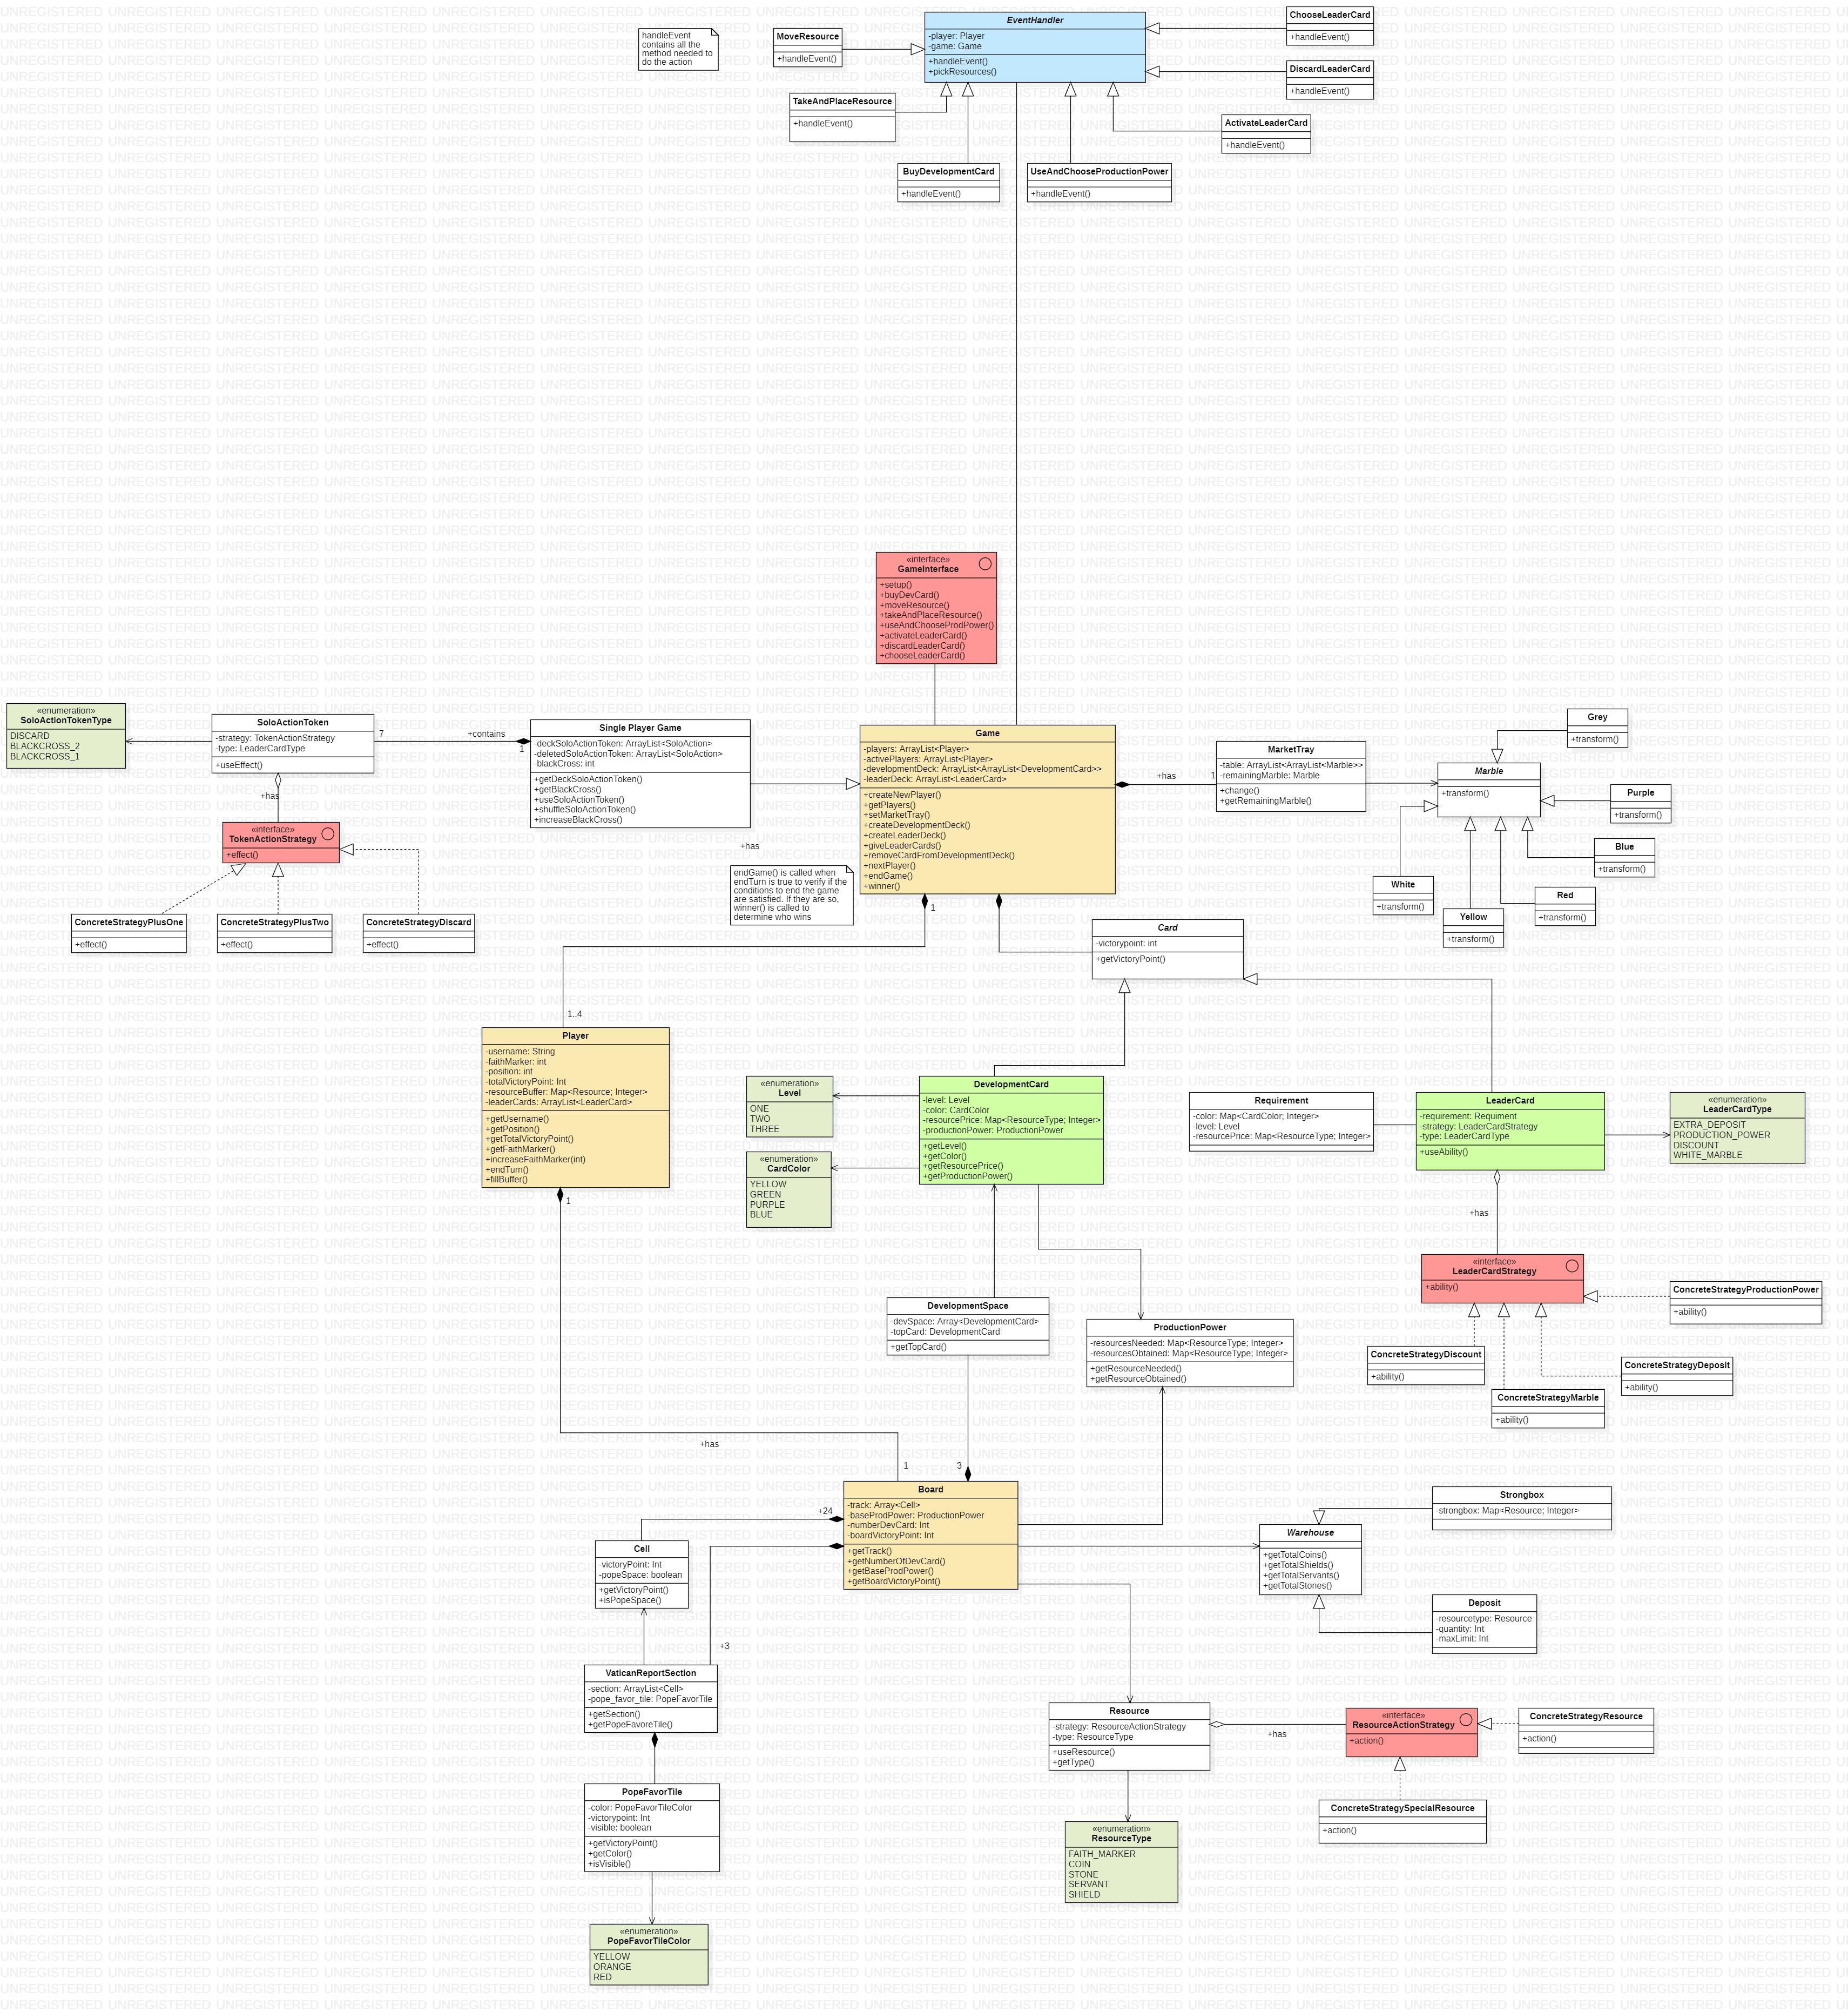 handleEvent
contains all the
method needed to
do the action
MoveResource
+handleEvent()
EventHandler
-player: Player
-game: Game
+handleEvent()
+pickResources()
ChooseLeaderCard
+handleEvent()
DiscardLeaderCard
+handleEvent()
TakeAndPlaceResource
+handleEvent()
ActivateLeaderCard
+handleEvent()
BuyDevelopmentCard
+handleEvent()
UseAndChooseProductionPower
+handleEvent()
«interface»
GameInterface
+setup()
+buyDevCard()
+moveResource()
+takeAndPlaceResource()
+useAndChooseProdPower()
+activateLeaderCard()
+discardLeaderCard()
+chooseLeaderCard()
«enumeration»
SoloActionTokenType
DISCARD
BLACKCROSS_2
BLACKCROSS_1
SoloActionToken
-strategy: TokenActionStrategy
-type: LeaderCardType
+useEffect()
7
+contains
1
Single Player Game
-deckSoloActionToken: ArrayList<SoloAction>
-deletedSoloActionToken: ArrayList<SoloAction>
-blackCross: int
+getDeckSoloActionToken()
+getBlackCross()
+useSoloActionToken()
+shuffleSoloActionToken()
+increaseBlackCross()
Game
-players: ArrayList<Player>
-activePlayers: ArrayList<Player>
-developmentDeck: ArrayList<ArrayList<DevelopmentCard>>
-leaderDeck: ArrayList<LeaderCard>
+createNewPlayer()
+getPlayers()
+setMarketTray()
+createDevelopmentDeck()
+createLeaderDeck()
+giveLeaderCards()
+removeCardFromDevelopmentDeck()
+nextPlayer()
+endGame()
+winner()
+has
1
MarketTray
-table: ArrayList<ArrayList<Marble>>
-remainingMarble: Marble
+change()
+getRemainingMarble()
Grey
+transform()
Marble
+transform()
Purple
+transform()
Blue
+transform()
White
+transform()
Red
+transform()
Yellow
+transform()
+has
«interface»
TokenActionStrategy
+effect()
ConcreteStrategyPlusOne
+effect()
ConcreteStrategyPlusTwo
+effect()
ConcreteStrategyDiscard
+effect()
+has
endGame() is called when
endTurn is true to verify if the
conditions to end the game
are satisfied. If they are so,
winner() is called to
determine who wins
1
Card
-victorypoint: int
+getVictoryPoint()
1..4
Player
-username: String
-faithMarker: int
-position: int
-totalVictoryPoint: Int
-resourceBuffer: Map<Resource; Integer>
-leaderCards: ArrayList<LeaderCard>
+getUsername()
+getPosition()
+getTotalVictoryPoint()
+getFaithMarker()
+increaseFaithMarker(int)
+endTurn()
+fillBuffer()
1
«enumeration»
Level
ONE
TWO
THREE
«enumeration»
CardColor
YELLOW
GREEN
PURPLE
BLUE
DevelopmentCard
-level: Level
-color: CardColor
-resourcePrice: Map<ResourceType; Integer>
-productionPower: ProductionPower
+getLevel()
+getColor()
+getResourcePrice()
+getProductionPower()
Requirement
-color: Map<CardColor; Integer>
-level: Level
-resourcePrice: Map<ResourceType; Integer>
LeaderCard
-requirement: Requiment
-strategy: LeaderCardStrategy
-type: LeaderCardType
+useAbility()
«enumeration»
LeaderCardType
EXTRA_DEPOSIT
PRODUCTION_POWER
DISCOUNT
WHITE_MARBLE
+has
«interface»
LeaderCardStrategy
+ability()
ConcreteStrategyProductionPower
+ability()
ConcreteStrategyDiscount
+ability()
ConcreteStrategyDeposit
+ability()
ConcreteStrategyMarble
+ability()
DevelopmentSpace
-devSpace: Array<DevelopmentCard>
-topCard: DevelopmentCard
+getTopCard()
ProductionPower
-resourcesNeeded: Map<ResourceType; Integer>
-resourcesObtained: Map<ResourceType; Integer>
+getResourceNeeded()
+getResourceObtained()
+has
1
3
Board
-track: Array<Cell>
-baseProdPower: ProductionPower
-numberDevCard: Int
-boardVictoryPoint: Int
+getTrack()
+getNumberOfDevCard()
+getBaseProdPower()
+getBoardVictoryPoint()
+24
Cell
-victoryPoint: Int
-popeSpace: boolean
+getVictoryPoint()
+isPopeSpace()
+3
Strongbox
-strongbox: Map<Resource; Integer>
Warehouse
+getTotalCoins()
+getTotalShields()
+getTotalServants()
+getTotalStones()
Deposit
-resourcetype: Resource
-quantity: Int
-maxLimit: Int
VaticanReportSection
-section: ArrayList<Cell>
-pope_favor_tile: PopeFavorTile
+getSection()
+getPopeFavoreTile()
Resource
-strategy: ResourceActionStrategy
-type: ResourceType
+useResource()
+getType()
+has
«interface»
ResourceActionStrategy
+action()
ConcreteStrategyResource
+action()
ConcreteStrategySpecialResource
+action()
PopeFavorTile
-color: PopeFavorTileColor
-victorypoint: Int
-visible: boolean
+getVictoryPoint()
+getColor()
+isVisible()
«enumeration»
ResourceType
FAITH_MARKER
COIN
STONE
SERVANT
SHIELD
«enumeration»
PopeFavorTileColor
YELLOW
ORANGE
RED